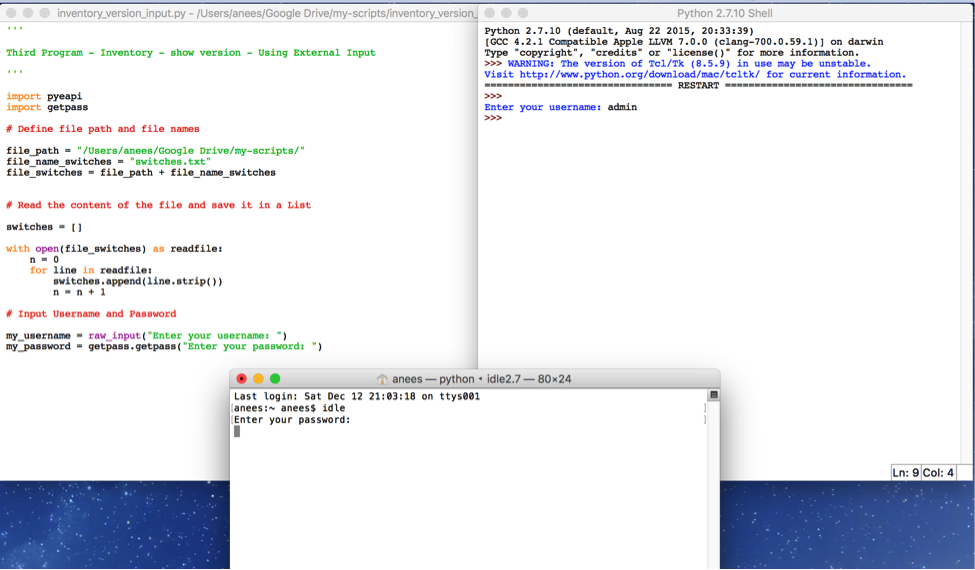 inventory_version_input.py - /Users/anees/Google Drive/my-scripts/inventory_version_
'''
Third Program - Inventory - show version - Using External Input
'''
import pyeapi
import getpass
# Define file path and file names
file_path = "/Users/anees/Google Drive/my-scripts/"
file_name_switches = "switches.txt"
file_switches = file_path + file_name_switches
# Read the content of the file and save it in a List
switches = []
with open(file_switches) as readfile:
    n = 0
    for line in readfile:
        switches.append(line.strip())
        n = n + 1
# Input Username and Password
my_username = raw_input("Enter your username: ")
my_password = getpass.getpass("Enter your password: ")
Python 2.7.10 Shell
Python 2.7.10 (default, Aug 22 2015, 20:33:39)
[GCC 4.2.1 Compatible Apple LLVM 7.0.0 (clang-700.0.59.1)] on darwin
Type "copyright", "credits" or "license()" for more information.
>>> WARNING: The version of Tcl/Tk (8.5.9) in use may be unstable.
Visit http://www.python.org/download/mac/tcltk/ for current information.
=============================== RESTART ===============================
>>>
Enter your username: admin
>>>
Ln: 9 Col: 4
anees — python • idle2.7 — 80×24
Last login: Sat Dec 12 21:03:18 on ttys001
[anees:~ anees$ idle ]
[Enter your password: ]